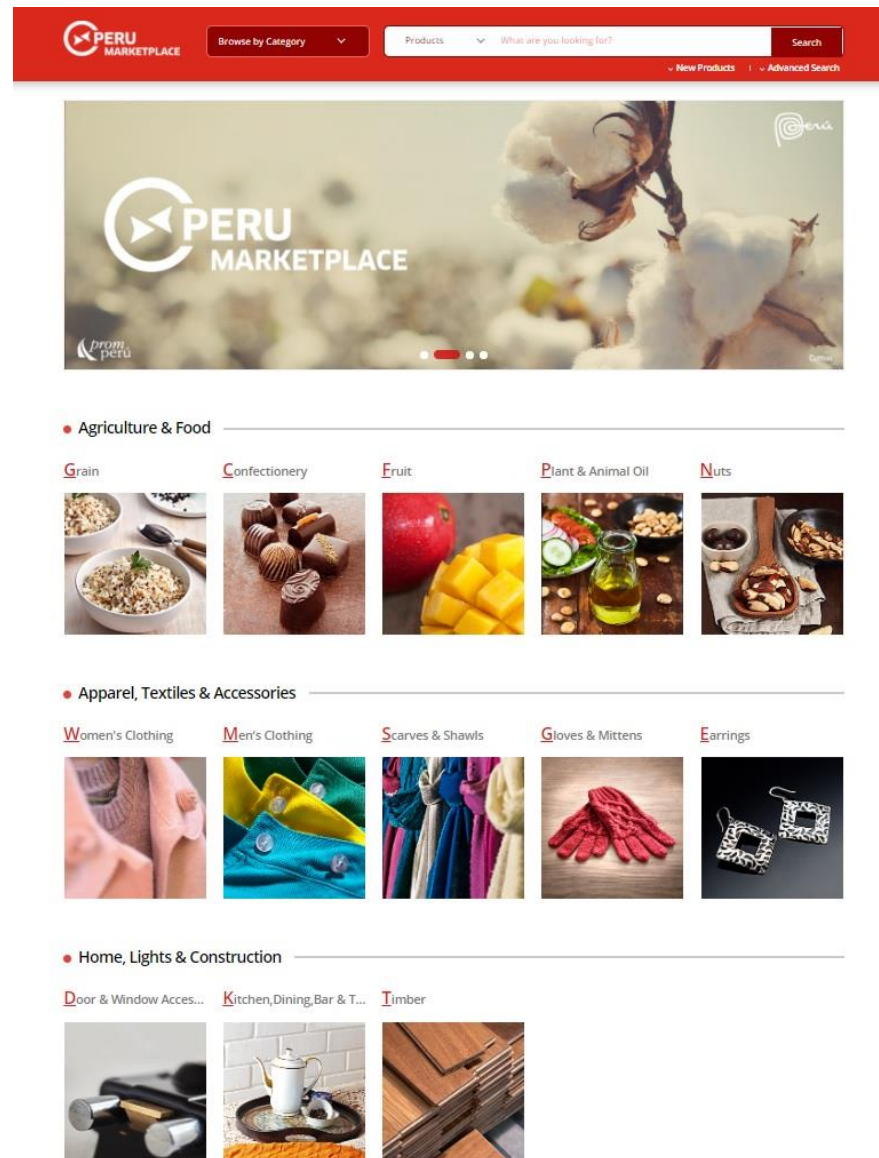 PERU
MARKETPLACE
Browse by Category
Products
What are you looking for?
Search
New Products | Advanced Search
Perú
PERU
MARKETPLACE
prom
perú
Cotton
Agriculture & Food
Grain
Confectionery
Fruit
Plant & Animal Oil
Nuts
Apparel, Textiles & Accessories
Women's Clothing
Men's Clothing
Scarves & Shawls
Gloves & Mittens
Earrings
Home, Lights & Construction
Door & Window Acces...
Kitchen,Dining,Bar & T...
Timber